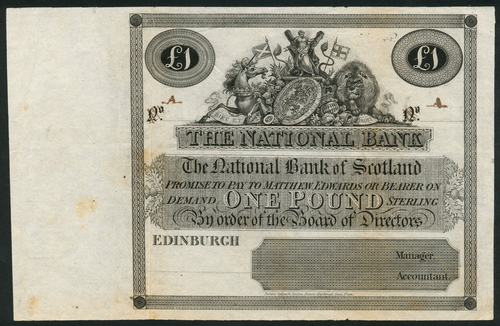 £1 £1
A A
No. No.
THE NATIONAL BANK
The National Bank of Scotland
PROMISE TO PAY TO MATTHEW EDWARDS OR BEARER ON
DEMAND ONE POUND STERLING
By order of the Board of Directors
EDINBURGH
Manager.
Accountant.